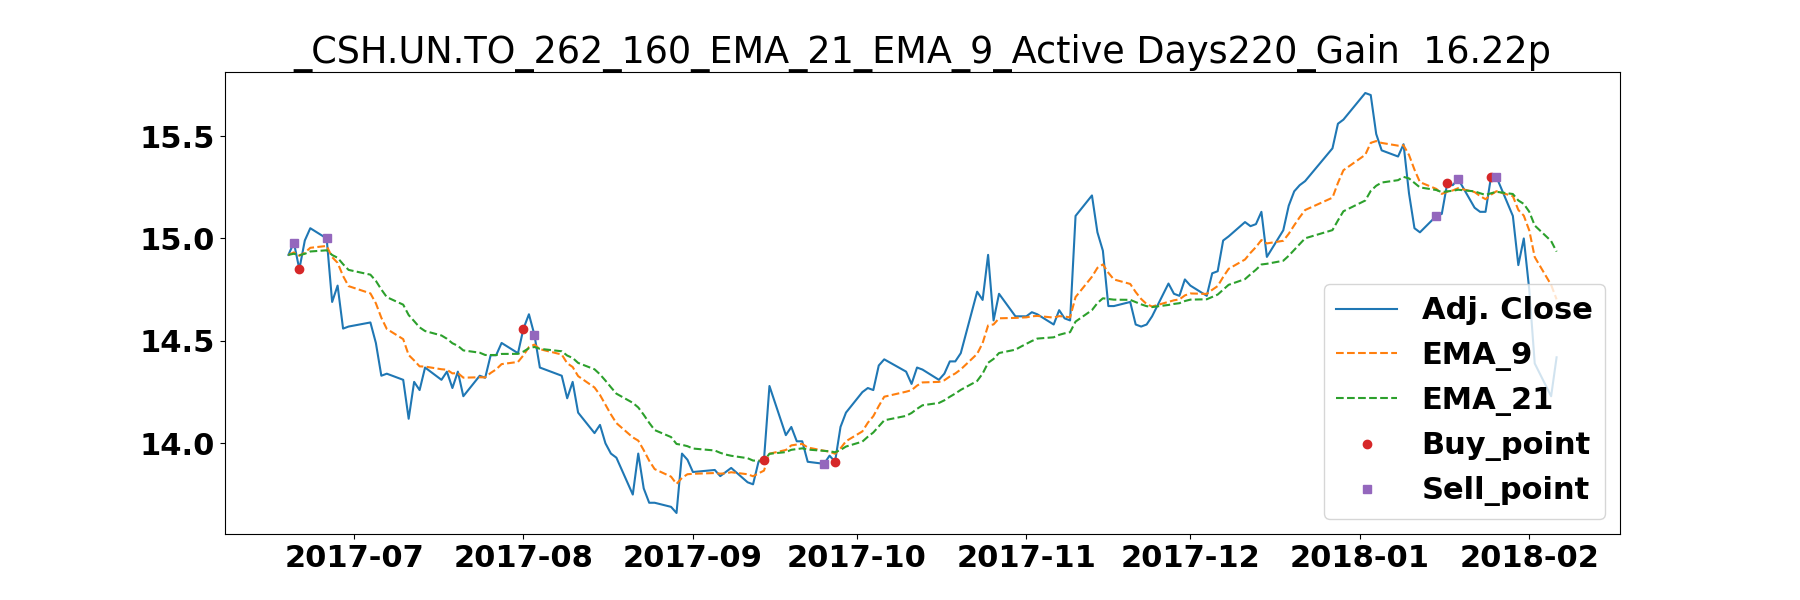 _CSH.UN.TO_262_160_EMA_21_EMA_9_Active Days220_Gain  16.22p
15.5
15.0
14.5
14.0
2017-07 2017-08 2017-09 2017-10 2017-11 2017-12 2018-01 2018-02
Adj. Close
EMA_9
EMA_21
Buy_point
Sell_point